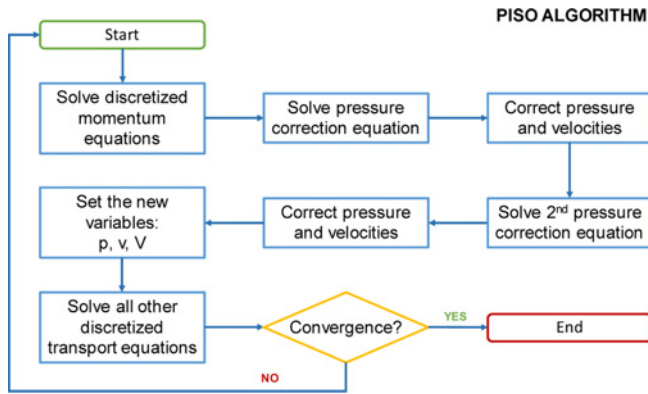 PISO ALGORITHM
Start
Solve discretized
momentum
equations
Solve pressure
correction equation
Correct pressure
and velocities
Solve 2nd pressure
correction equation
Correct pressure
and velocities
Set the new
variables:
p, v, V
Solve all other
discretized
transport equations
Convergence?
YES
End
NO